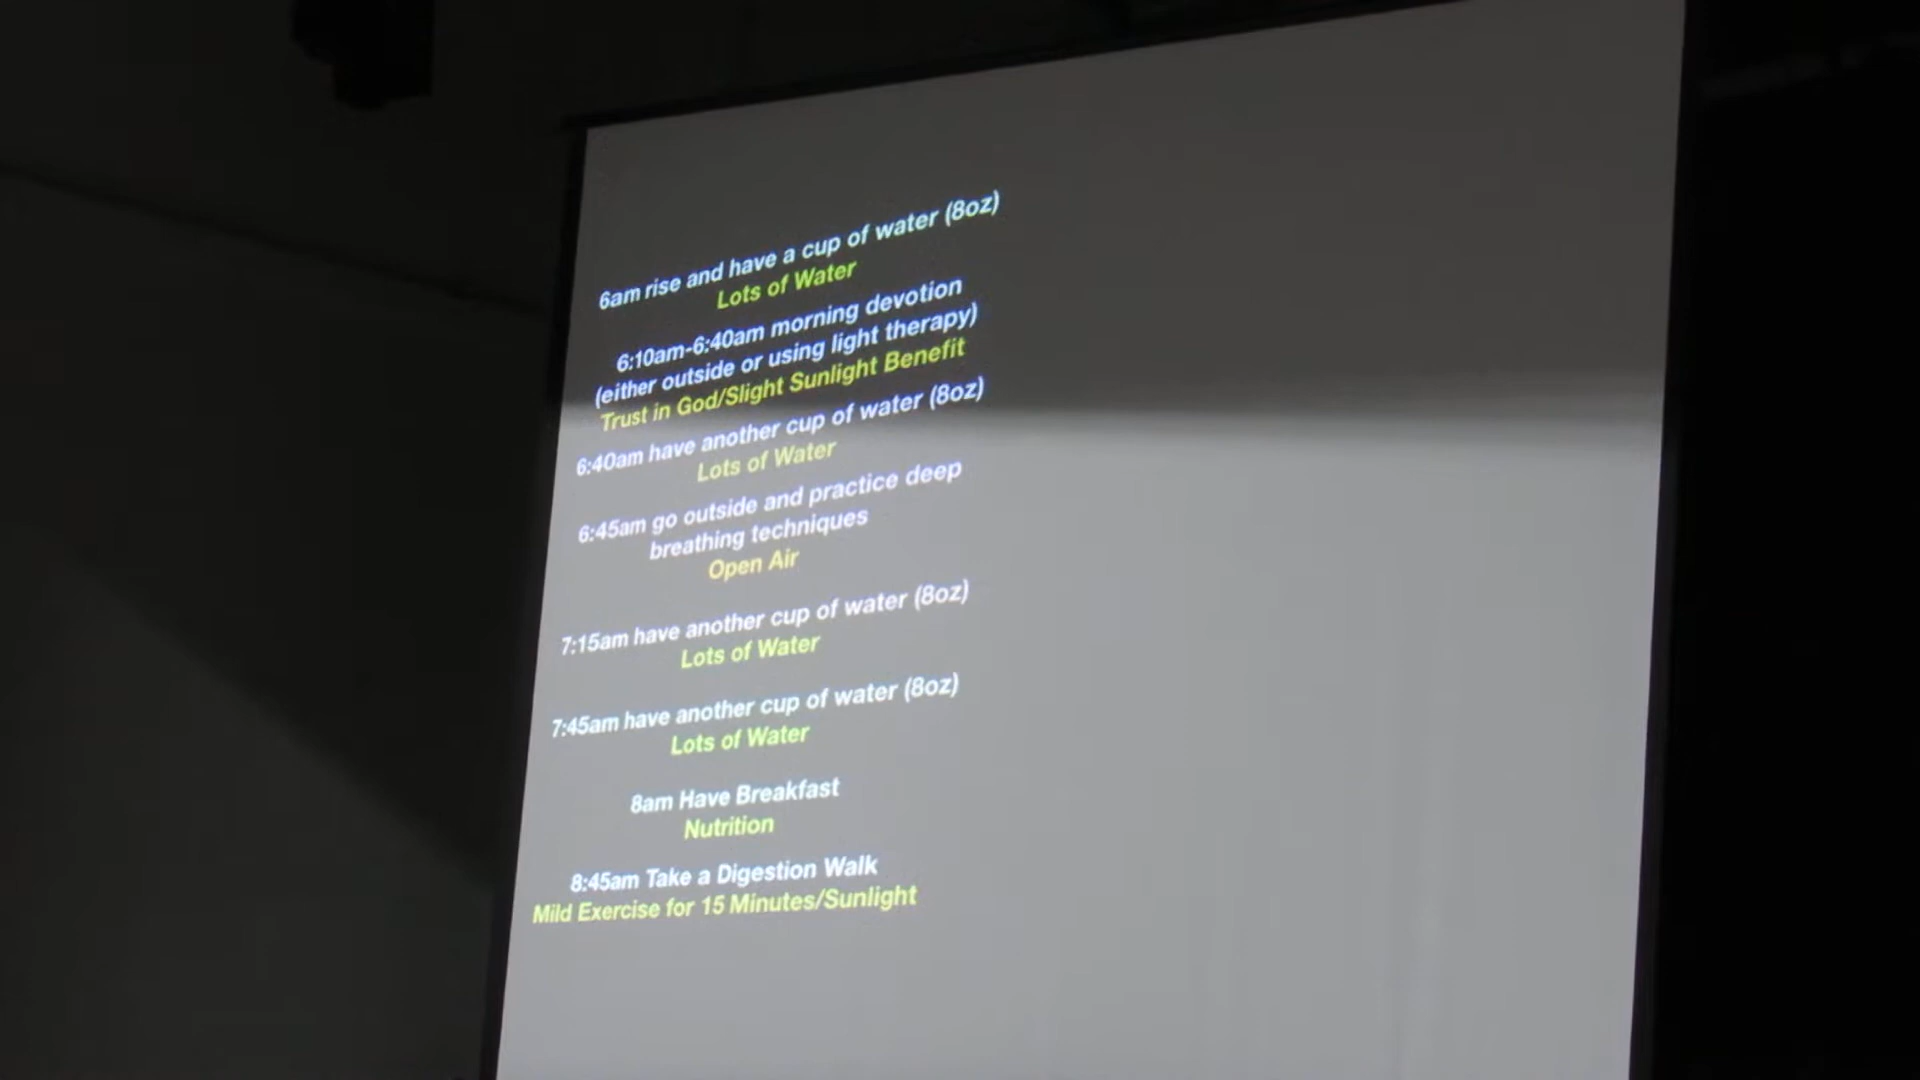 6am rise and have a cup of water (8oz)
Lots of Water
6:10am-6:40am morning devotion
(either outside or using light therapy)
Trust in God/Slight Sunlight Benefit
6:40am have another cup of water (8oz)
Lots of Water
6:45am go outside and practice deep
breathing techniques
Open Air
7:15am have another cup of water (8oz)
Lots of Water
7:45am have another cup of water (8oz)
Lots of Water
8am Have Breakfast
Nutrition
8:45am Take a Digestion Walk
Mild Exercise for 15 Minutes/Sunlight